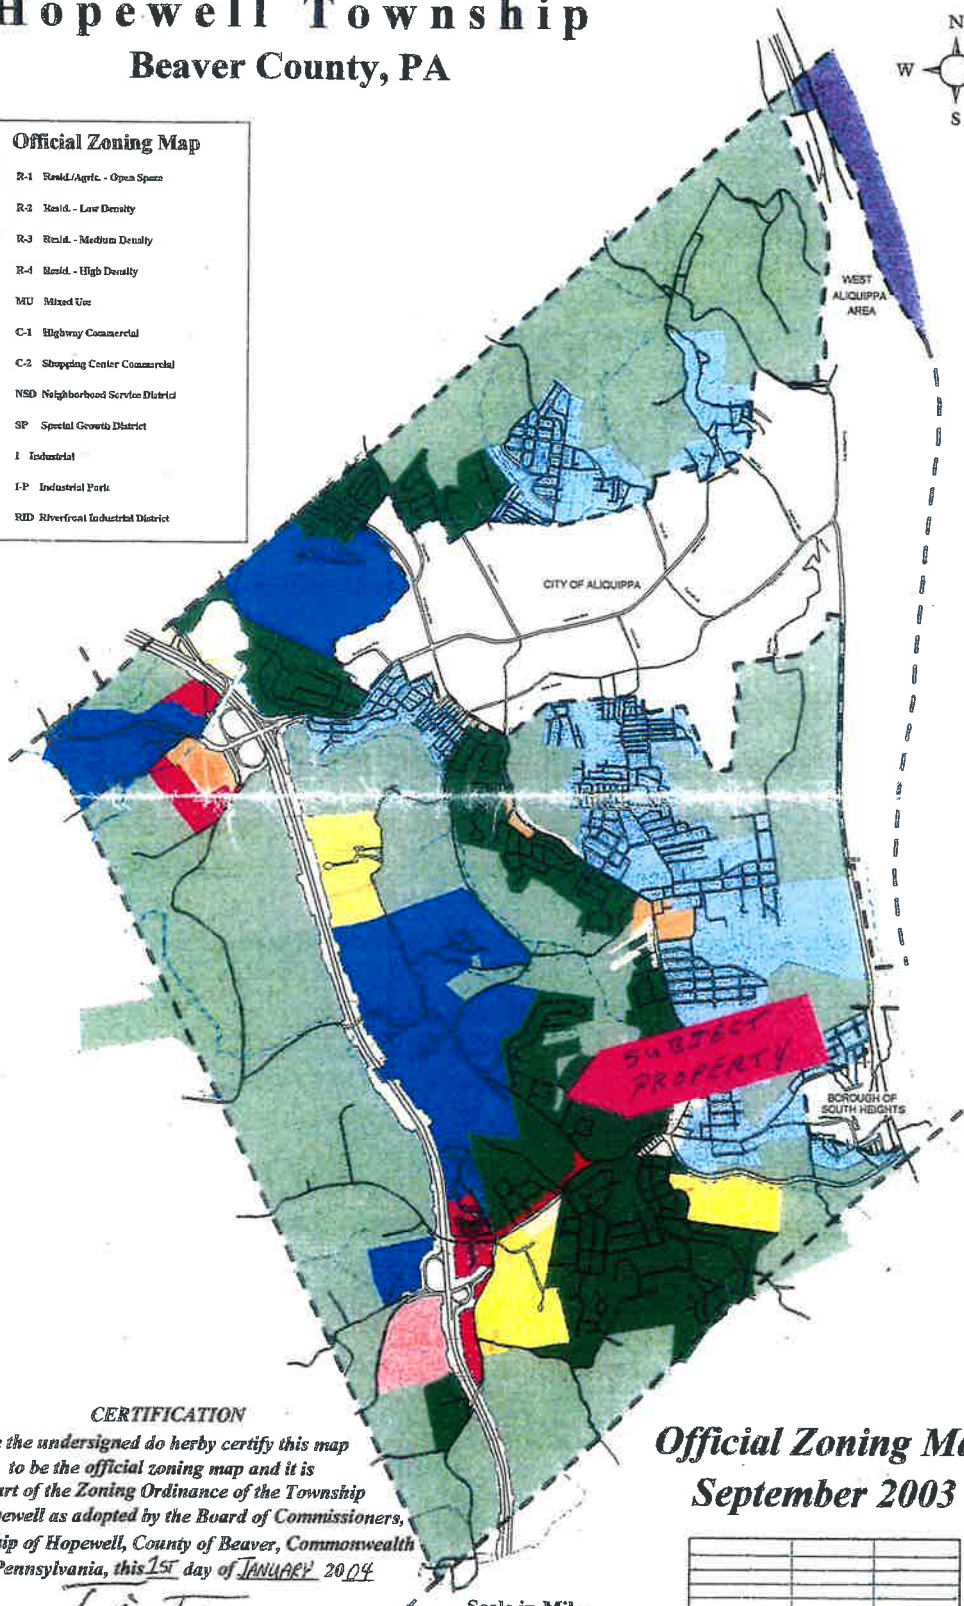 Hopewell Township
Beaver County, PA
N
W
S
Official Zoning Map
R-1 Resid./Agric. - Open Space
R-2 Resid. - Low Density
R-3 Resid. - Medium Density
R-4 Resid. - High Density
MU Mixed Use
C-1 Highway Commercial
C-2 Shopping Center Commercial
NSD Neighborhood Service District
SP Special Growth District
I Industrial
I-P Industrial Park
RID Riverfront Industrial District
WEST
ALIQUIPPA
AREA
CITY OF ALIQUIPPA
SUBJECT
PROPERTY
BOROUGH OF
SOUTH HEIGHTS
CERTIFICATION
the undersigned do herby certify this map
to be the official zoning map and it is
art of the Zoning Ordinance of the Township
ewell as adopted by the Board of Commissioners,
ip of Hopewell, County of Beaver, Commonwealth
Pennsylvania, this 1ST day of JANUARY 2004
Official Zoning Ma
September 2003
Scale in Miles